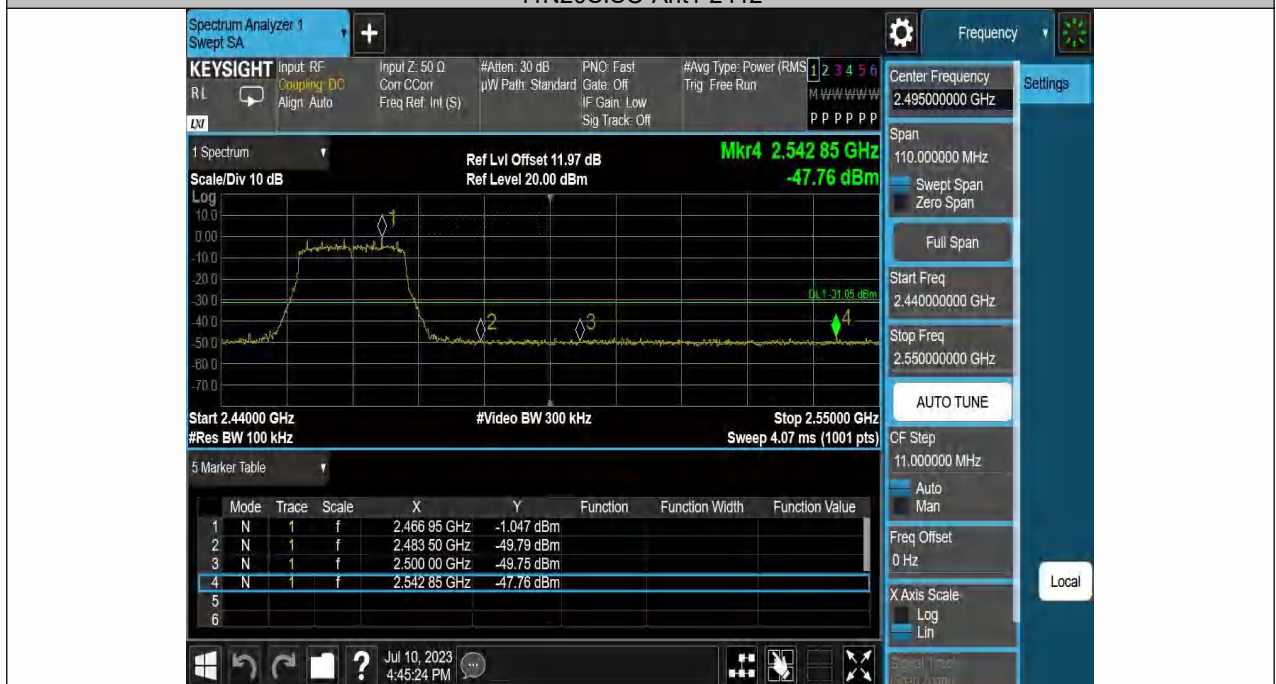 Spectrum Analyzer 1
Swept SA
+
Frequency
KEYSIGHT
RL
LXI
Input: RF
Coupling: DC
Align: Auto
Input Z: 50 Ω
Corr CCorr
Freq Ref: Int (S)
#Atten: 30 dB
µW Path: Standard
PNO: Fast
Gate: Off
IF Gain: Low
Sig Track: Off
#Avg Type: Power (RMS
Trig: Free Run
1 2 3 4 5 6
M W W W W W
P P P P P P
Center Frequency
2.495000000 GHz
Settings
1 Spectrum
Scale/Div 10 dB
Ref Lvl Offset 11.97 dB
Ref Level 20.00 dBm
Mkr4 2.542 85 GHz
-47.76 dBm
Span
110.000000 MHz
Swept Span
Zero Span
Full Span
Log
10.0
0.00
-10.0
-20.0
-30.0
-40.0
-50.0
-60.0
-70.0
1
2
3
4
DL1 -31.05 dBm
Start Freq
2.440000000 GHz
Stop Freq
2.550000000 GHz
AUTO TUNE
Start 2.44000 GHz
#Video BW 300 kHz
Stop 2.55000 GHz
#Res BW 100 kHz
Sweep 4.07 ms (1001 pts)
CF Step
11.000000 MHz
Auto
Man
5 Marker Table
Mode Trace Scale X Y Function Function Width Function Value
1 N 1 f 2.466 95 GHz -1.047 dBm
2 N 1 f 2.483 50 GHz -49.79 dBm
3 N 1 f 2.500 00 GHz -49.75 dBm
4 N 1 f 2.542 85 GHz -47.76 dBm
5
6
Freq Offset
0 Hz
X Axis Scale
Log
Lin
Local
?
Jul 10, 2023
4:45:24 PM